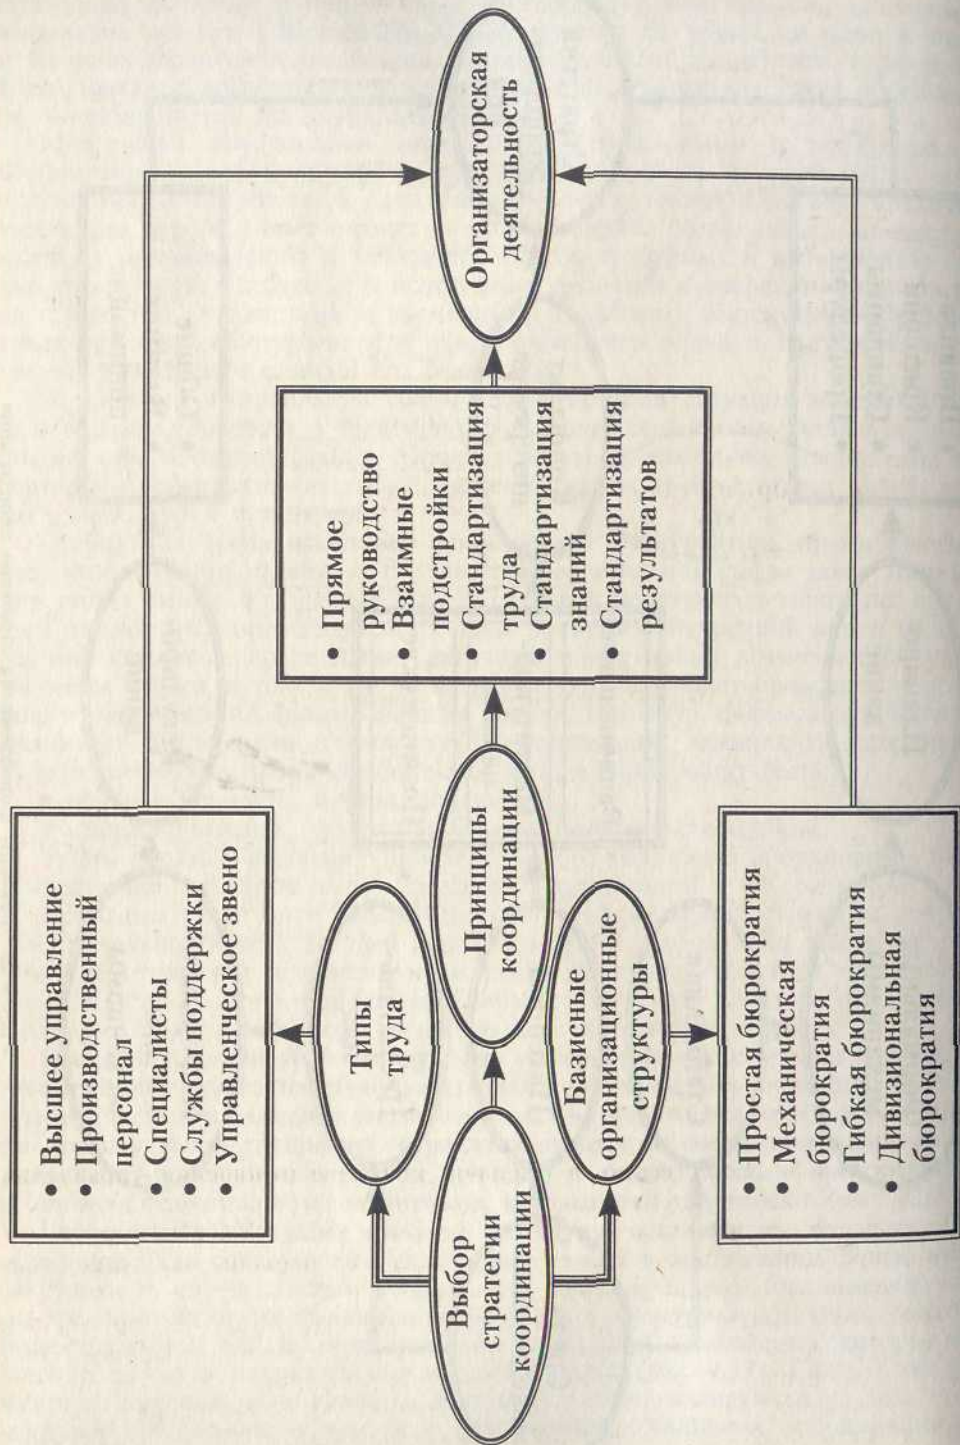 • Высшее управление
• Производственный
персонал
• Специалисты
• Службы поддержки
• Управленческое звено
Типы
труда
Выбор
стратегии
координации
Принципы
координации
• Прямое
руководство
• Взаимные
подстройки
• Стандартизация
труда
• Стандартизация
знаний
• Стандартизация
результатов
Организаторская
деятельность
Базисные
организационные
структуры
• Простая бюрократия
• Механическая
бюрократия
• Гибкая бюрократия
• Дивизиональная
бюрократия